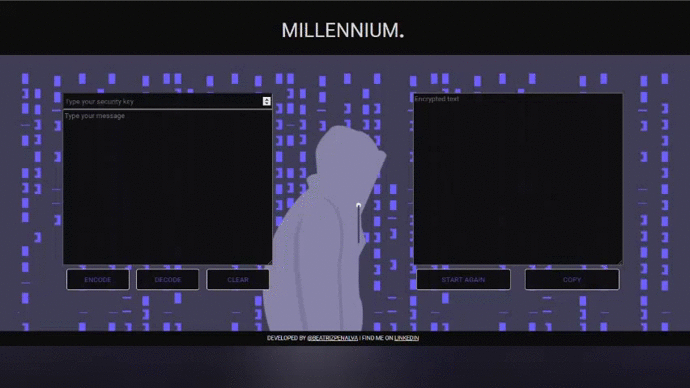 MILLENNIUM.
Type your security key
Type your message
ENCODE
DECODE
CLEAR
Encrypted text
START AGAIN
COPY
DEVELOPED BY @BEATRIZPENALVA | FIND ME ON LINKEDIN